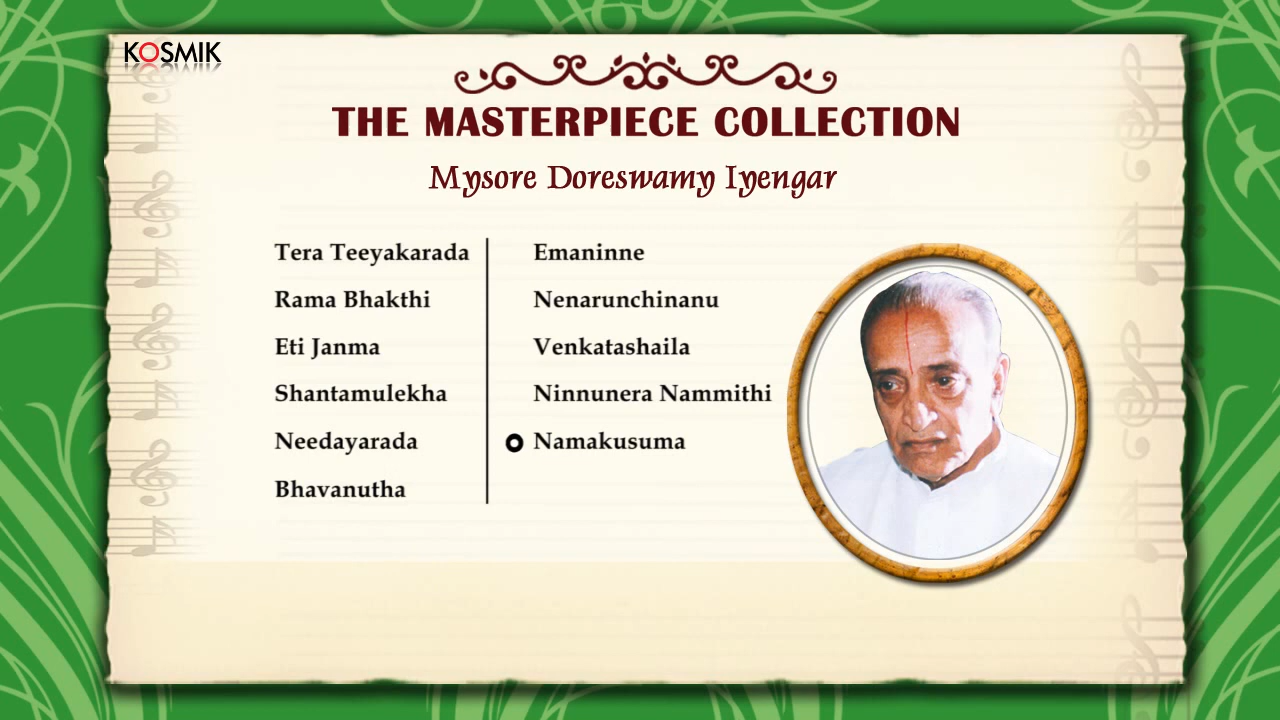 KOSMIK
THE MASTERPIECE COLLECTION
Mysore Doreswamy Iyengar
Tera Teeyakarada
Rama Bhakthi
Eti Janma
Shantamulekha
Needayarada
Bhavanutha
Emaninne
Nenarunchinanu
Venkatashaila
Ninnunera Nammithi
Namakusuma